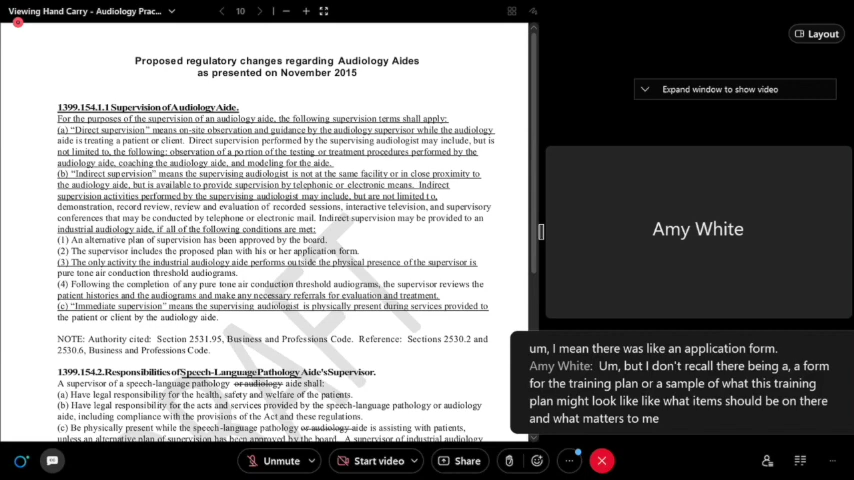 Viewing Hand Carry - Audiology Prac...
10
Layout
Expand window to show video
Proposed regulatory changes regarding Audiology Aides
as presented on November 2015
1399.154.1.1 Supervision of Audiology Aide.
For the purposes of the supervision of an audiology aide, the following supervision terms shall apply:
(a) "Direct supervision" means on-site observation and guidance by the audiology supervisor while the audiology
aide is treating a patient or client. Direct supervision performed by the supervising audiologist may include, but is
not limited to, the following: observation of a portion of the testing or treatment procedures performed by the
audiology aide, coaching the audiology aide, and modeling for the aide.
(b) "Indirect supervision" means the supervising audiologist is not at the same facility or in close proximity to
the audiology aide, but is available to provide supervision by telephonic or electronic means. Indirect
supervision activities performed by the supervising audiologist may include, but are not limited to,
demonstration, record review, review and evaluation of recorded sessions, interactive television, and supervisory
conferences that may be conducted by telephone or electronic mail. Indirect supervision may be provided to an
industrial audiology aide, if all of the following conditions are met:
(1) An alternative plan of supervision has been approved by the board.
(2) The supervisor includes the proposed plan with his or her application form.
(3) The only activity the industrial audiology aide performs outside the physical presence of the supervisor is
pure tone air conduction threshold audiograms.
(4) Following the completion of any pure tone air conduction threshold audiograms, the supervisor reviews the
patient histories and the audiograms and make any necessary referrals for evaluation and treatment.
(c) "Immediate supervision" means the supervising audiologist is physically present during services provided to
the patient or client by the audiology aide.
NOTE: Authority cited: Section 2531.95, Business and Professions Code. Reference: Sections 2530.2 and
2530.6, Business and Professions Code.
1399.154.2. Responsibilities of Speech-Language Pathology Aide's Supervisor.
A supervisor of a speech-language pathology or audiology aide shall:
(a) Have legal responsibility for the health, safety and welfare of the patients.
(b) Have legal responsibility for the acts and services provided by the speech-language pathology or audiology
aide, including compliance with the provisions of the Act and these regulations.
(c) Be physically present while the speech-language pathology or audiology aide is assisting with patients,
unless an alternative plan of supervision has been approved by the board. A supervisor of industrial audiology
DRAFT
Amy White
um, I mean there was like an application form.
Amy White: Um, but I don't recall there being a, a form
for the training plan or a sample of what this training
plan might look like like what items should be on there
and what matters to me
Unmute
Start video
Share